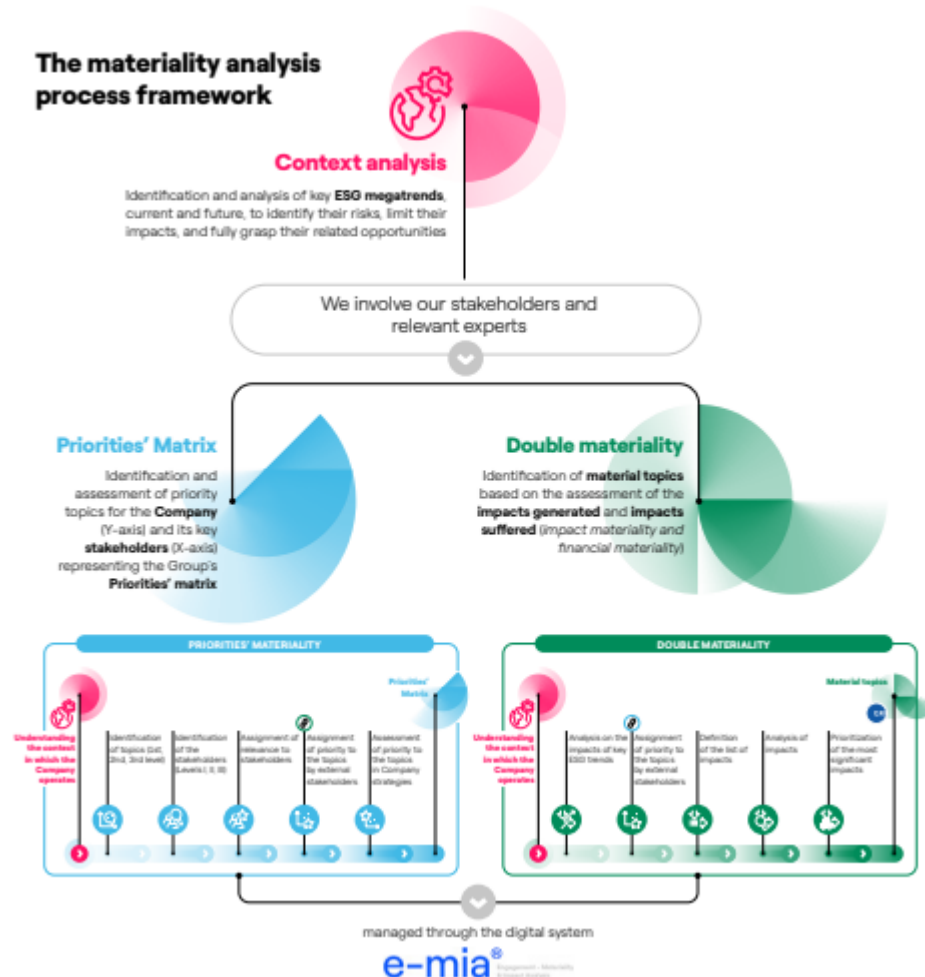 The materiality analysis
process framework
Context analysis
Identification and analysis of key ESG megatrends,
current and future, to identify their risks, limit their
impacts, and fully grasp their related opportunities
We involve our stakeholders and
relevant experts
Priorities' Matrix
Identification and
assessment of priority
topics for the Company
(Y-axis) and its key
stakeholders (X-axis)
representing the Group's
Priorities' matrix
Double materiality
Identification of material topics
based on the assessment of the
impacts generated and impacts
suffered (impact materiality and
financial materiality)
PRIORITIES' MATERIALITY
Priorities'
Matrix
Understanding
the context
in which the
Company
operates
Identification
of topics (1st,
2nd, 3rd level)
Identification
of the
stakeholders
(Levels I, II, III)
Assignment of
relevance to
stakeholders
Assignment
of priority to
the topics
by external
stakeholders
Assessment
of priority to
the topics
in Company
strategies
DOUBLE MATERIALITY
Material topics
Understanding
the context
in which the
Company
operates
Analysis on the
impacts of key
ESG trends
Assignment
of priority to
the topics
by external
stakeholders
Definition
of the list of
impacts
Analysis of
impacts
Prioritization
of the most
significant
impacts
managed through the digital system
e-mia®
Engagement - Materiality